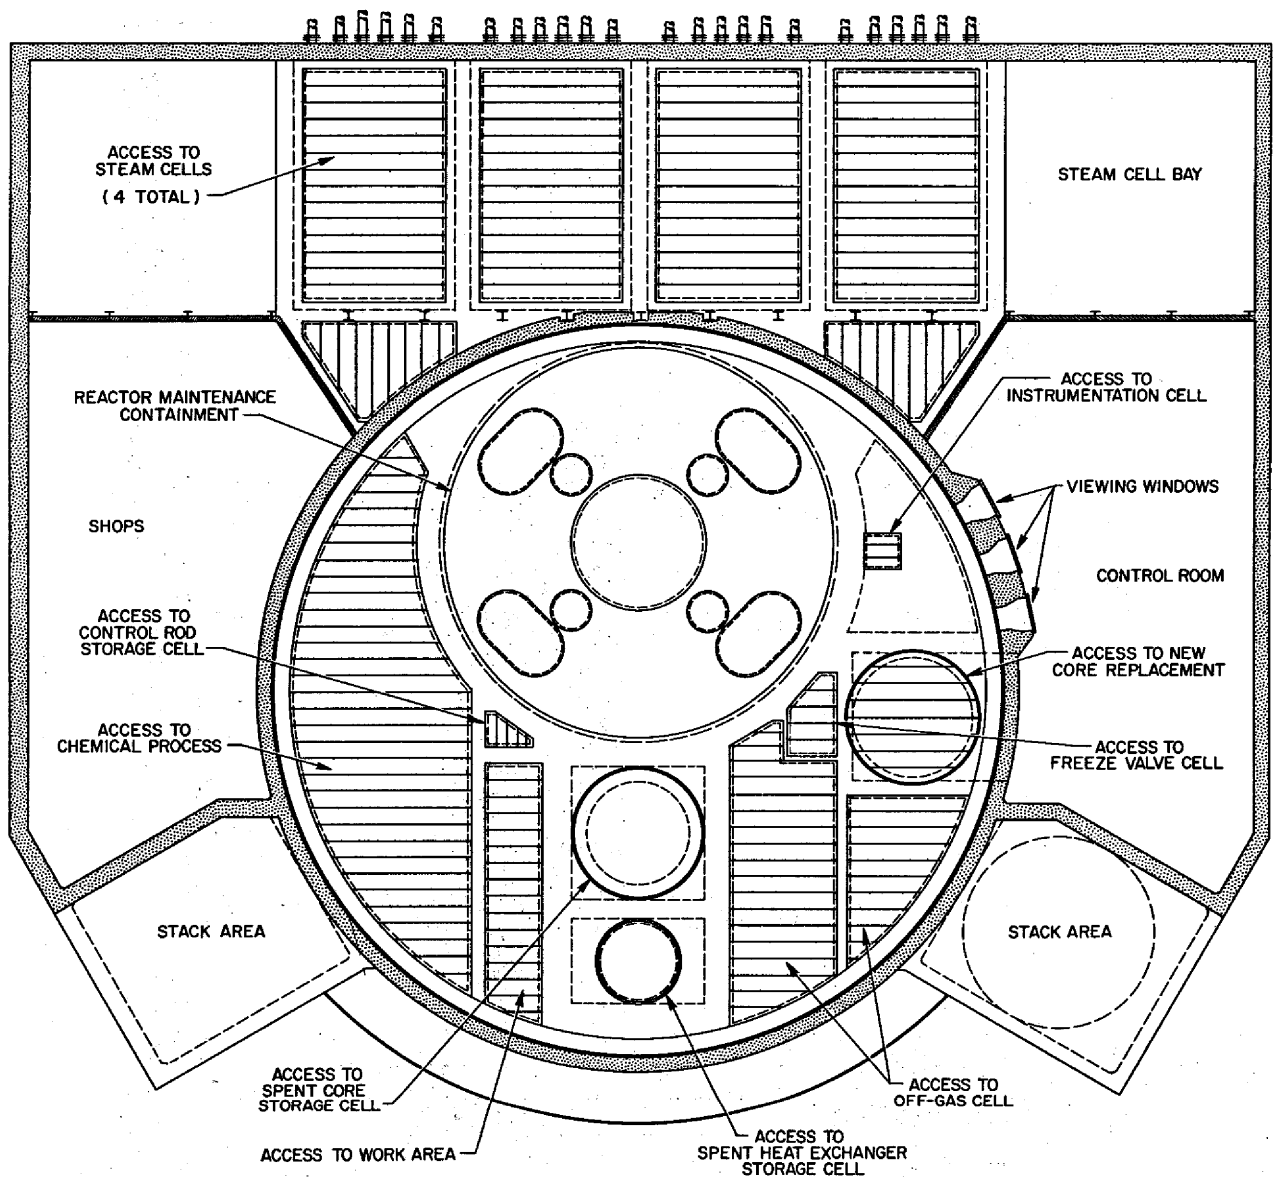 ACCESS TO
STEAM CELLS
(4 TOTAL)
STEAM CELL BAY
REACTOR MAINTENANCE
CONTAINMENT
ACCESS TO
INSTRUMENTATION CELL
SHOPS
VIEWING WINDOWS
CONTROL ROOM
ACCESS TO
CONTROL ROD
STORAGE CELL
ACCESS TO NEW
CORE REPLACEMENT
ACCESS TO
CHEMICAL PROCESS
ACCESS TO
FREEZE VALVE CELL
STACK AREA
STACK AREA
ACCESS TO
SPENT CORE
STORAGE CELL
ACCESS TO
OFF-GAS CELL
ACCESS TO WORK AREA
ACCESS TO
SPENT HEAT EXCHANGER
STORAGE CELL